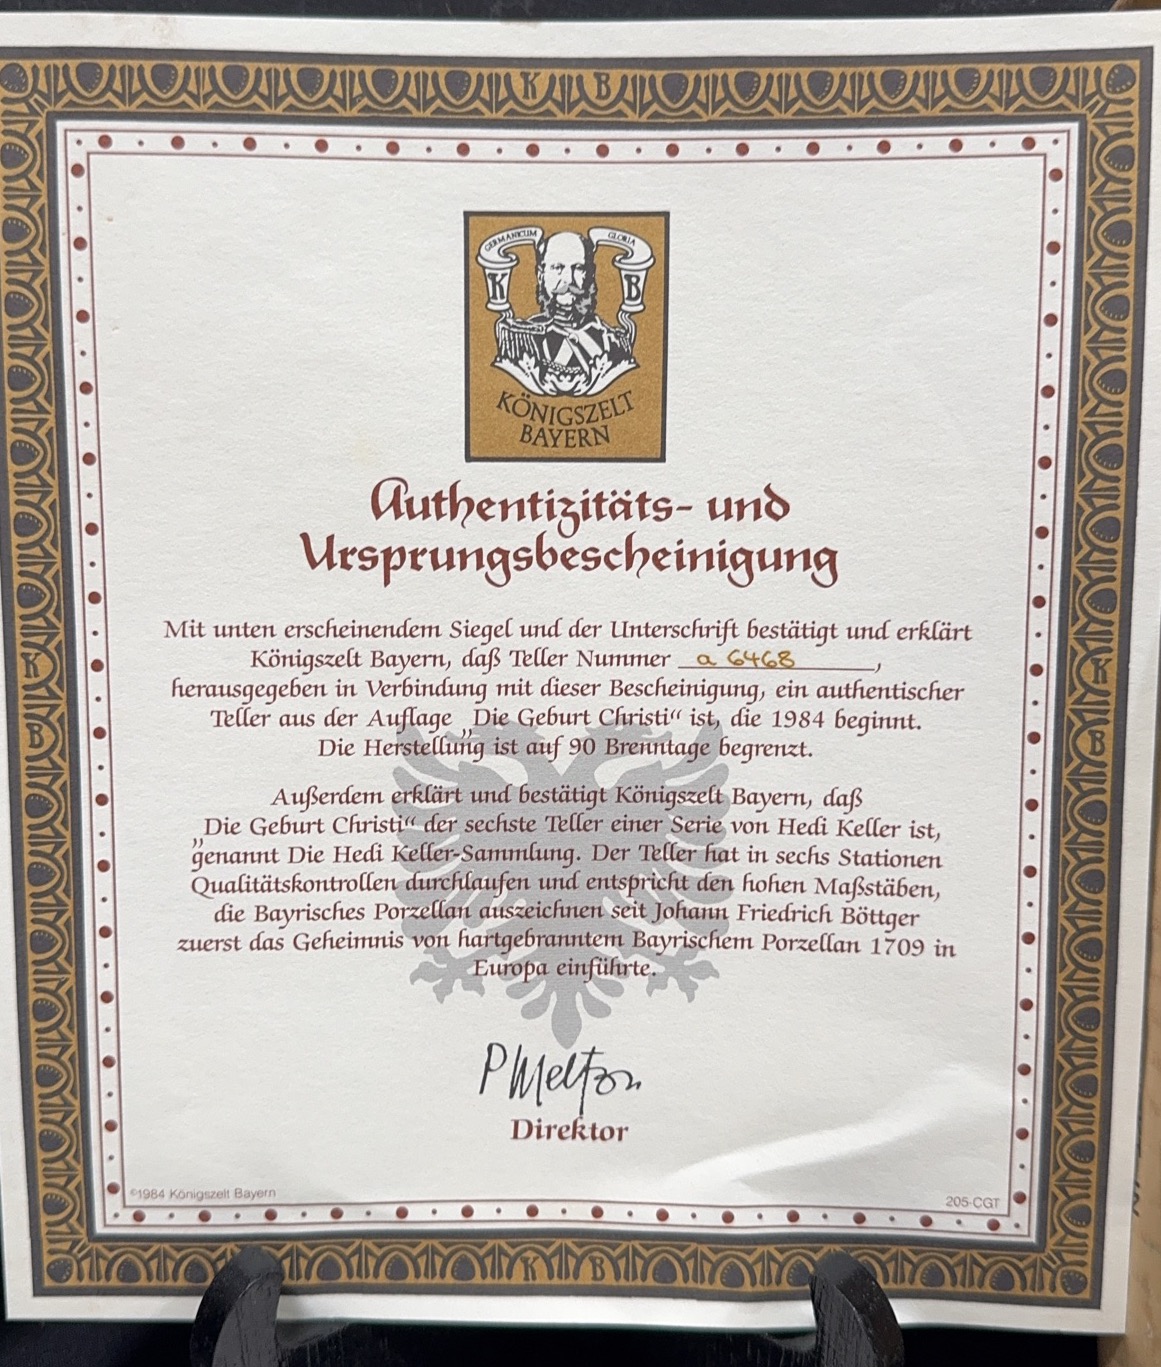 K B
GERMANICUM GLORIA
K B
KÖNIGSZELT
BAYERN
Authentizitäts- und
Ursprungsbescheinigung
Mit unten erscheinendem Siegel und der Unterschrift bestätigt und erklärt
Königszelt Bayern, daß Teller Nummer a 6468,
herausgegeben in Verbindung mit dieser Bescheinigung, ein authentischer
Teller aus der Auflage „Die Geburt Christi“ ist, die 1984 beginnt.
Die Herstellung ist auf 90 Brenntage begrenzt.
Außerdem erklärt und bestätigt Königszelt Bayern, daß
„Die Geburt Christi“ der sechste Teller einer Serie von Hedi Keller ist,
genannt Die Hedi Keller-Sammlung. Der Teller hat in sechs Stationen
Qualitätskontrollen durchlaufen und entspricht den hohen Maßstäben,
die Bayrisches Porzellan auszeichnen seit Johann Friedrich Böttger
zuerst das Geheimnis von hartgebranntem Bayrischem Porzellan 1709 in
Europa einführte.
P Melton
Direktor
©1984 Königszelt Bayern
205-CGT
K
B
K
B
K B